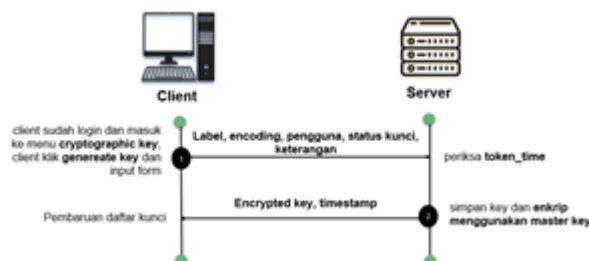 Client
Server
client sudah login dan masuk
ke menu cryptographic key,
client klik genereate key dan
input form
Label, encoding, pengguna, status kunci,
keterangan
1
periksa token_time
Pembaruan daftar kunci
Encrypted key, timestamp
2
simpan key dan enkrip
menggunakan master key